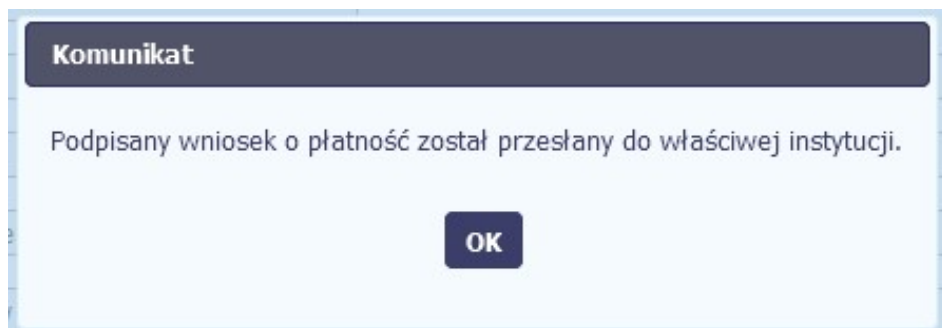 Komunikat
Podpisany wniosek o płatność został przesłany do właściwej instytucji.
OK